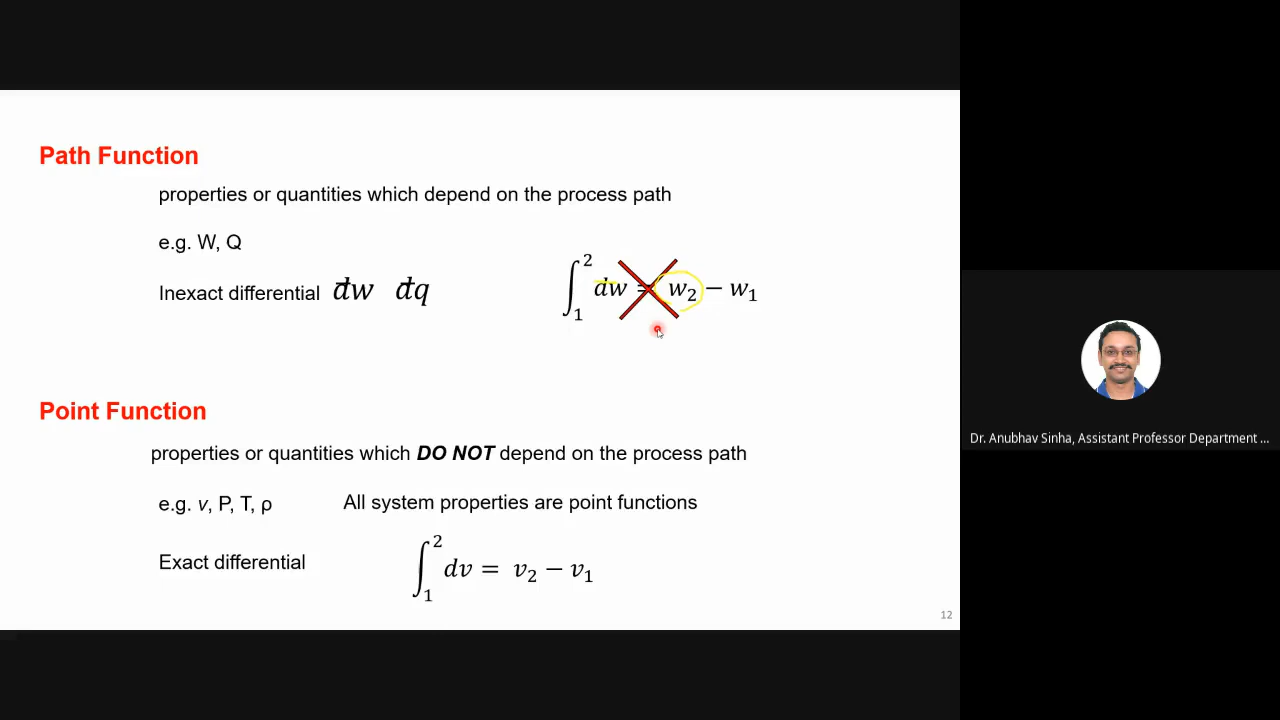 Path Function
properties or quantities which depend on the process path
e.g. W, Q
Inexact differential đw đq
∫₁² dw = w₂ − w₁
Point Function
properties or quantities which DO NOT depend on the process path
e.g. v, P, T, ρ All system properties are point functions
Exact differential ∫₁² dv = v₂ − v₁
12
Dr. Anubhav Sinha, Assistant Professor Department ...